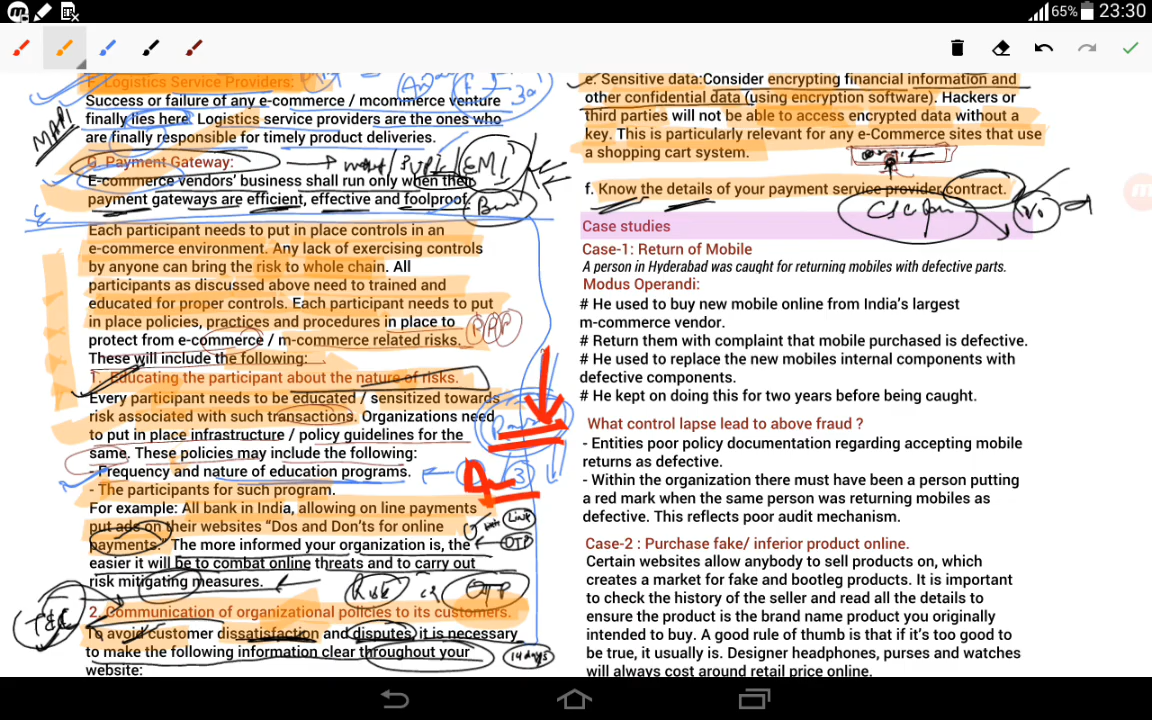 65% 23:30
F. Logistics Service Providers:
Success or failure of any e-commerce / mcommerce venture
finally lies here. Logistics service providers are the ones who
are finally responsible for timely product deliveries.
G. Payment Gateway:
EMI
E-commerce vendors' business shall run only when their
payment gateways are efficient, effective and foolproof.
Each participant needs to put in place controls in an
e-commerce environment. Any lack of exercising controls
by anyone can bring the risk to whole chain. All
participants as discussed above need to trained and
educated for proper controls. Each participant needs to put
in place policies, practices and procedures in place to
PPP
protect from e-commerce / m-commerce related risks.
These will include the following:
1. Educating the participant about the nature of risks.
Every participant needs to be educated / sensitized towards
risk associated with such transactions. Organizations need
to put in place infrastructure / policy guidelines for the
same. These policies may include the following:
- Frequency and nature of education programs.
3
- The participants for such program.
For example: All bank in India, allowing on line payments
put ads on their websites "Dos and Don'ts for online
Link
payments." The more informed your organization is, the
OTP
easier it will be to combat online threats and to carry out
risk mitigating measures.
Risk
OTP
2. Communication of organizational policies to its customers.
T&C
To avoid customer dissatisfaction and disputes, it is necessary
to make the following information clear throughout your
14 days
website:
e. Sensitive data:Consider encrypting financial information and
other confidential data (using encryption software). Hackers or
third parties will not be able to access encrypted data without a
key. This is particularly relevant for any e-Commerce sites that use
a shopping cart system.
f. Know the details of your payment service provider contract.
Case studies
Case-1: Return of Mobile
A person in Hyderabad was caught for returning mobiles with defective parts.
Modus Operandi:
# He used to buy new mobile online from India's largest
m-commerce vendor.
# Return them with complaint that mobile purchased is defective.
# He used to replace the new mobiles internal components with
defective components.
# He kept on doing this for two years before being caught.
What control lapse lead to above fraud ?
- Entities poor policy documentation regarding accepting mobile
returns as defective.
- Within the organization there must have been a person putting
a red mark when the same person was returning mobiles as
defective. This reflects poor audit mechanism.
Case-2 : Purchase fake/ inferior product online.
Certain websites allow anybody to sell products on, which
creates a market for fake and bootleg products. It is important
to check the history of the seller and read all the details to
ensure the product is the brand name product you originally
intended to buy. A good rule of thumb is that if it's too good to
be true, it usually is. Designer headphones, purses and watches
will always cost around retail price online.